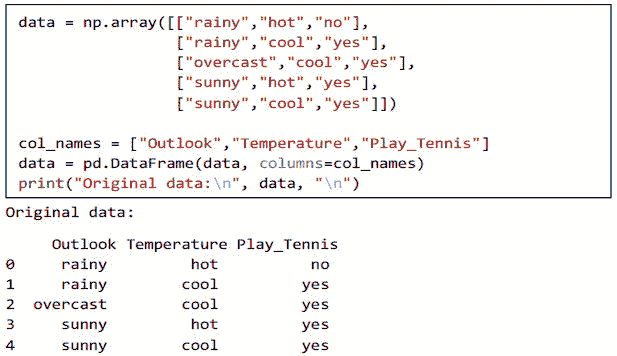 data = np.array([["rainy","hot","no"],
["rainy","cool","yes"],
["overcast","cool","yes"],
["sunny","hot","yes"],
["sunny","cool","yes"]])
col_names = ["Outlook","Temperature","Play_Tennis"]
data = pd.DataFrame(data, columns=col_names)
print("Original data:\n", data, "\n")
Original data:
Outlook Temperature Play_Tennis
0 rainy hot no
1 rainy cool yes
2 overcast cool yes
3 sunny hot yes
4 sunny cool yes